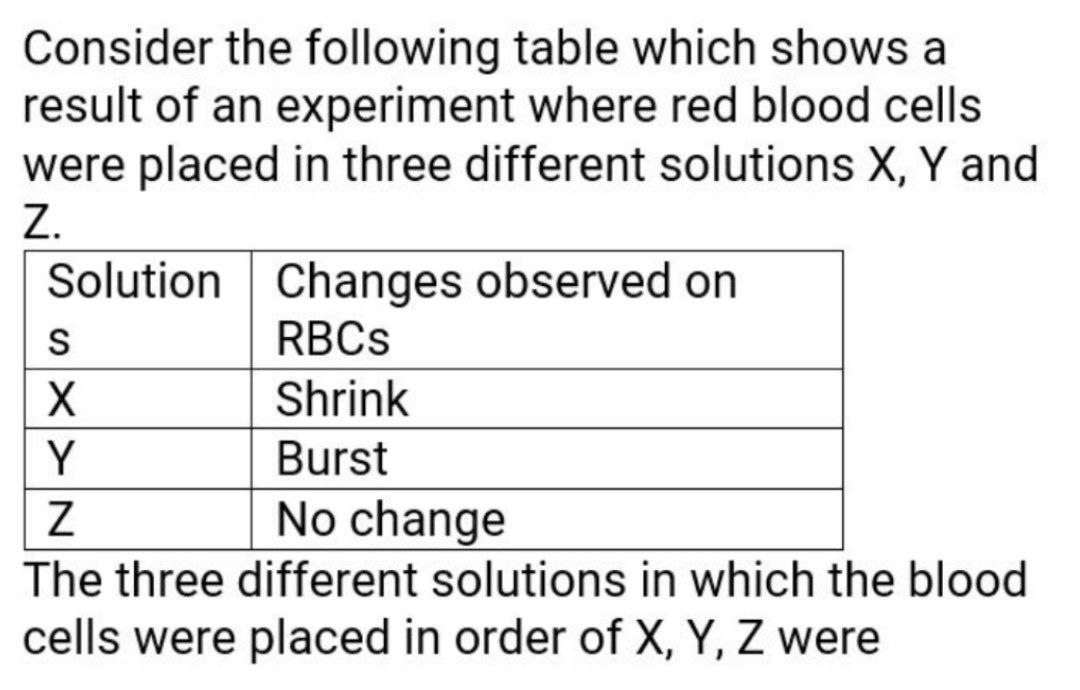 Consider the following table which shows a
result of an experiment where red blood cells
were placed in three different solutions X, Y and
Z.
Solution Changes observed on
s RBCs
X Shrink
Y Burst
Z No change
The three different solutions in which the blood
cells were placed in order of X, Y, Z were